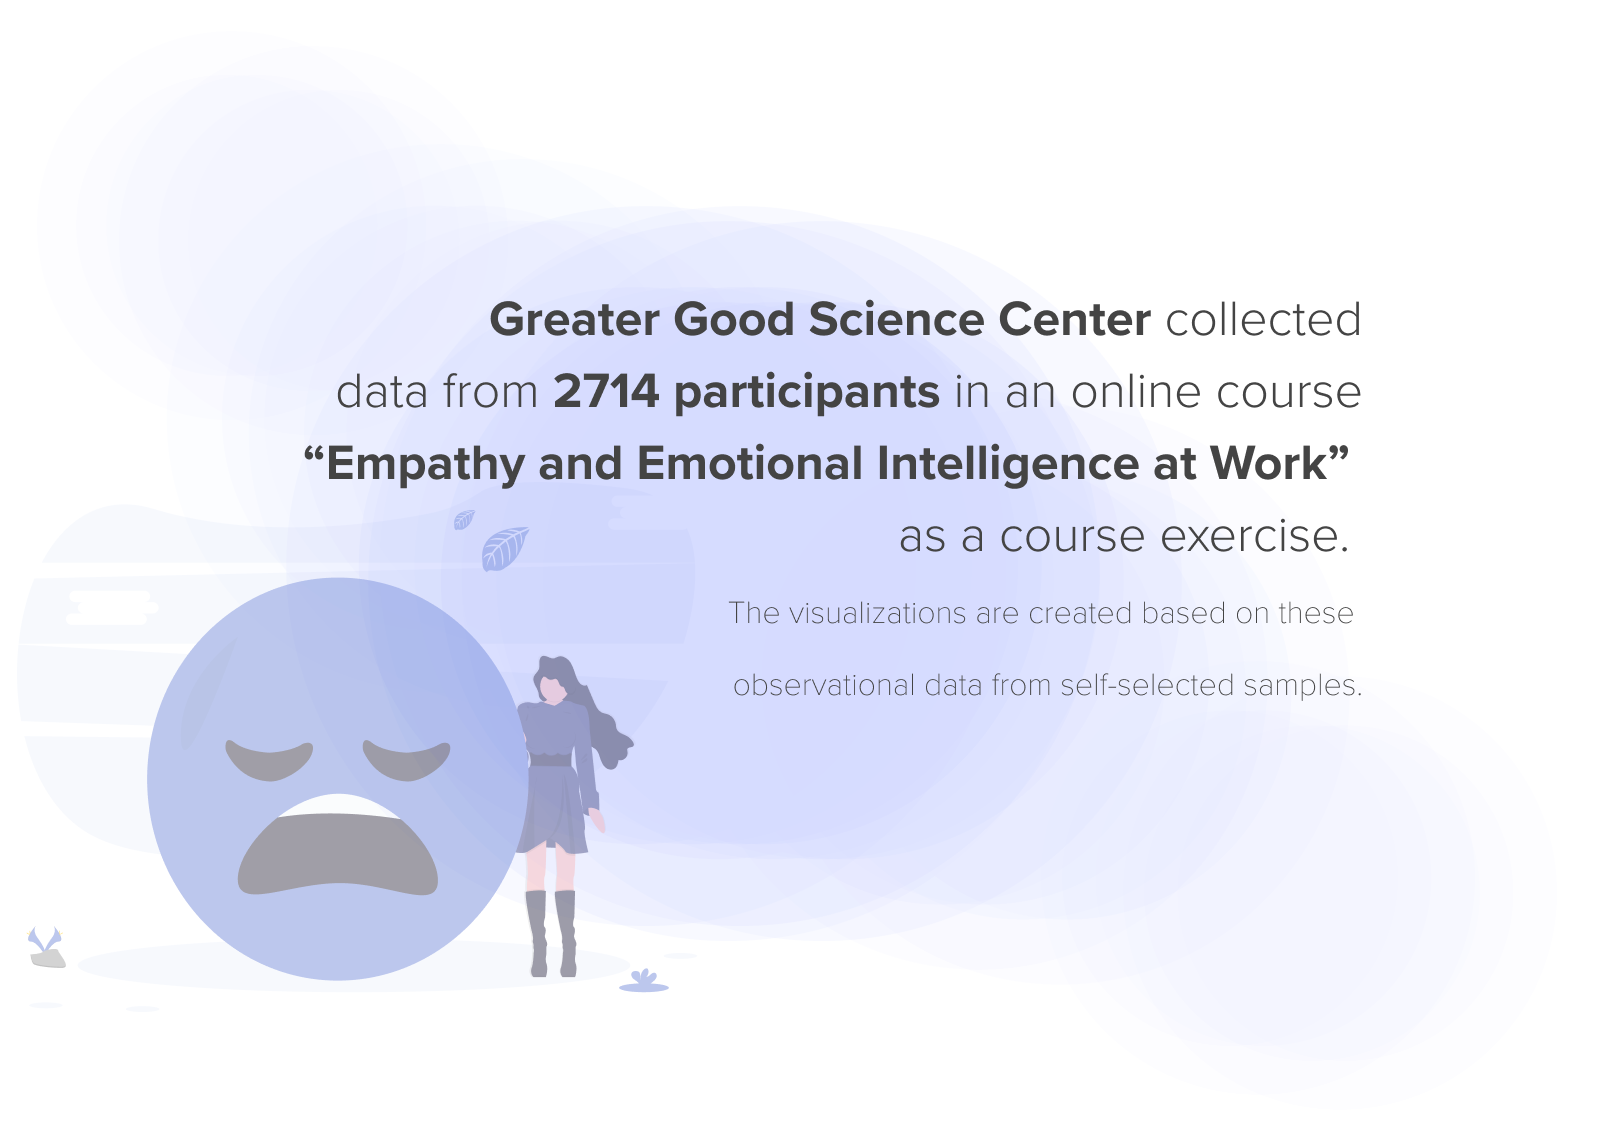 Greater Good Science Center collected
data from 2714 participants in an online course
“Empathy and Emotional Intelligence at Work”
as a course exercise.
The visualizations are created based on these
observational data from self-selected samples.